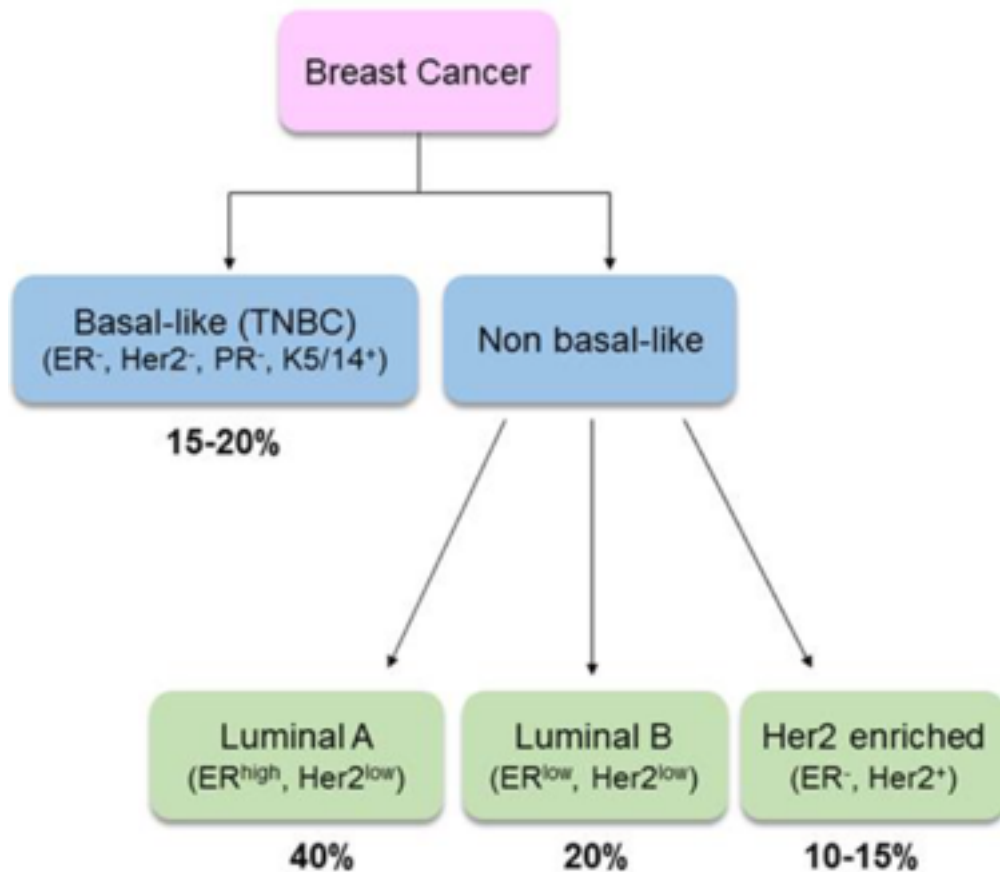 Breast Cancer
Basal-like (TNBC)
(ER⁻, Her2⁻, PR⁻, K5/14⁺)
15-20%
Non basal-like
Luminal A
(ERʰⁱᵍʰ, Her2ˡᵒʷ)
40%
Luminal B
(ERˡᵒʷ, Her2ˡᵒʷ)
20%
Her2 enriched
(ER⁻, Her2⁺)
10-15%